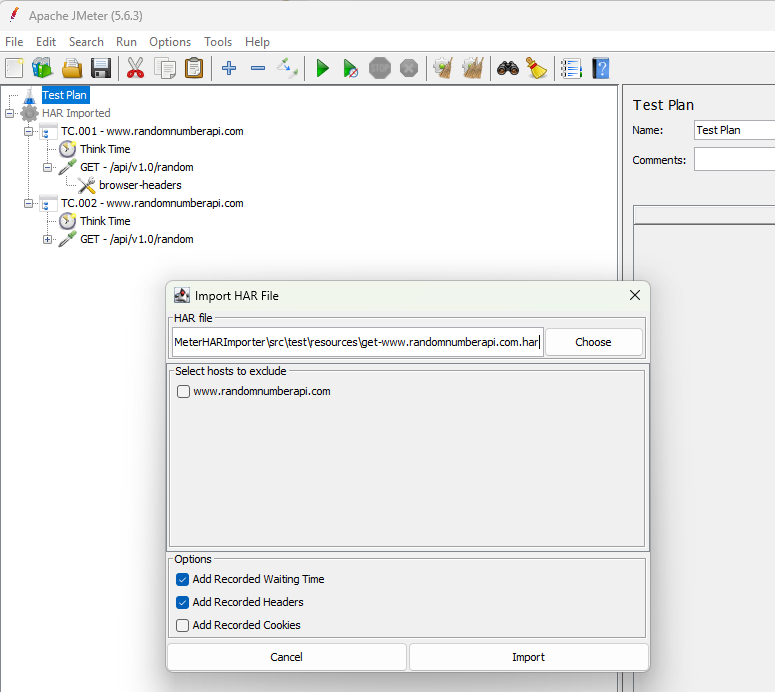 Apache JMeter (5.6.3)
File Edit Search Run Options Tools Help
STOP
Test Plan
HAR Imported
TC.001 - www.randomnumberapi.com
Think Time
GET - /api/v1.0/random
browser-headers
TC.002 - www.randomnumberapi.com
Think Time
GET - /api/v1.0/random
Test Plan
Name: Test Plan
Comments:
Import HAR File
HAR file
MeterHARImporter\src\test\resources\get-www.randomnumberapi.com.har
Choose
Select hosts to exclude
www.randomnumberapi.com
Options
Add Recorded Waiting Time
Add Recorded Headers
Add Recorded Cookies
Cancel Import